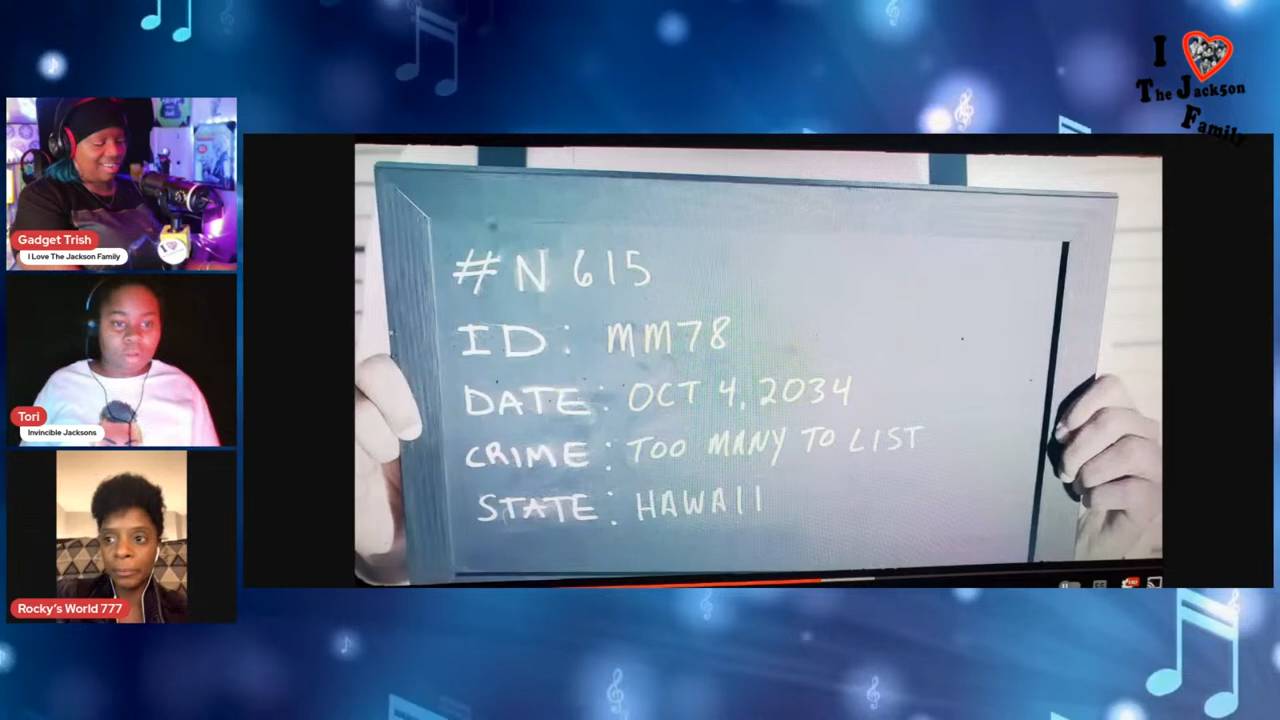 I
The Jack5on
Family
Gadget Trish
I Love The Jackson Family
Tori
Invincible Jacksons
Rocky's World 777
#N 615
ID: MM78
DATE: OCT 4, 2034
CRIME: TOO MANY TO LIST
STATE: HAWAII